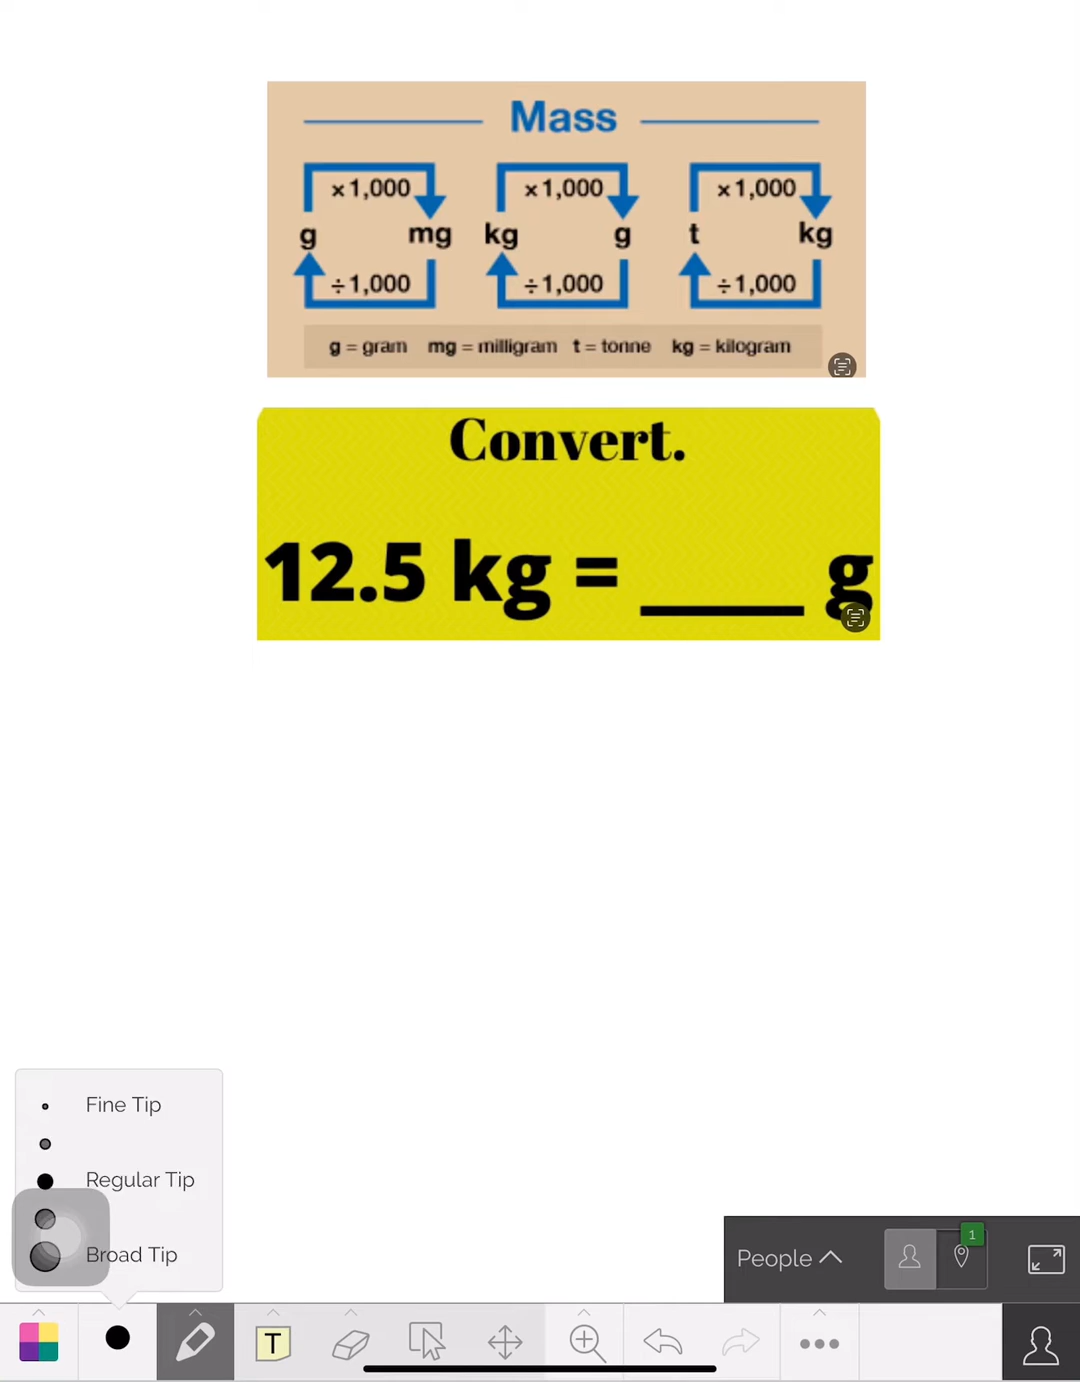 Mass
×1,000 ×1,000 ×1,000
g mg kg g t kg
÷1,000 ÷1,000 ÷1,000
g = gram mg = milligram t = tonne kg = kilogram
Convert.
12.5 kg = ____ g
Fine Tip
Regular Tip
Broad Tip
People
1
T